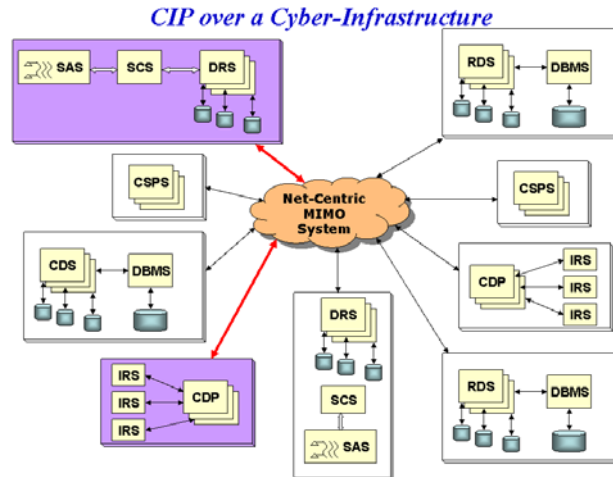 CIP over a Cyber-Infrastructure
SAS
SCS
DRS
RDS
DBMS
CSPS
Net-Centric
MIMO
System
CSPS
CDS
DBMS
CDP
IRS
IRS
IRS
DRS
SCS
SAS
IRS
IRS
IRS
CDP
RDS
DBMS